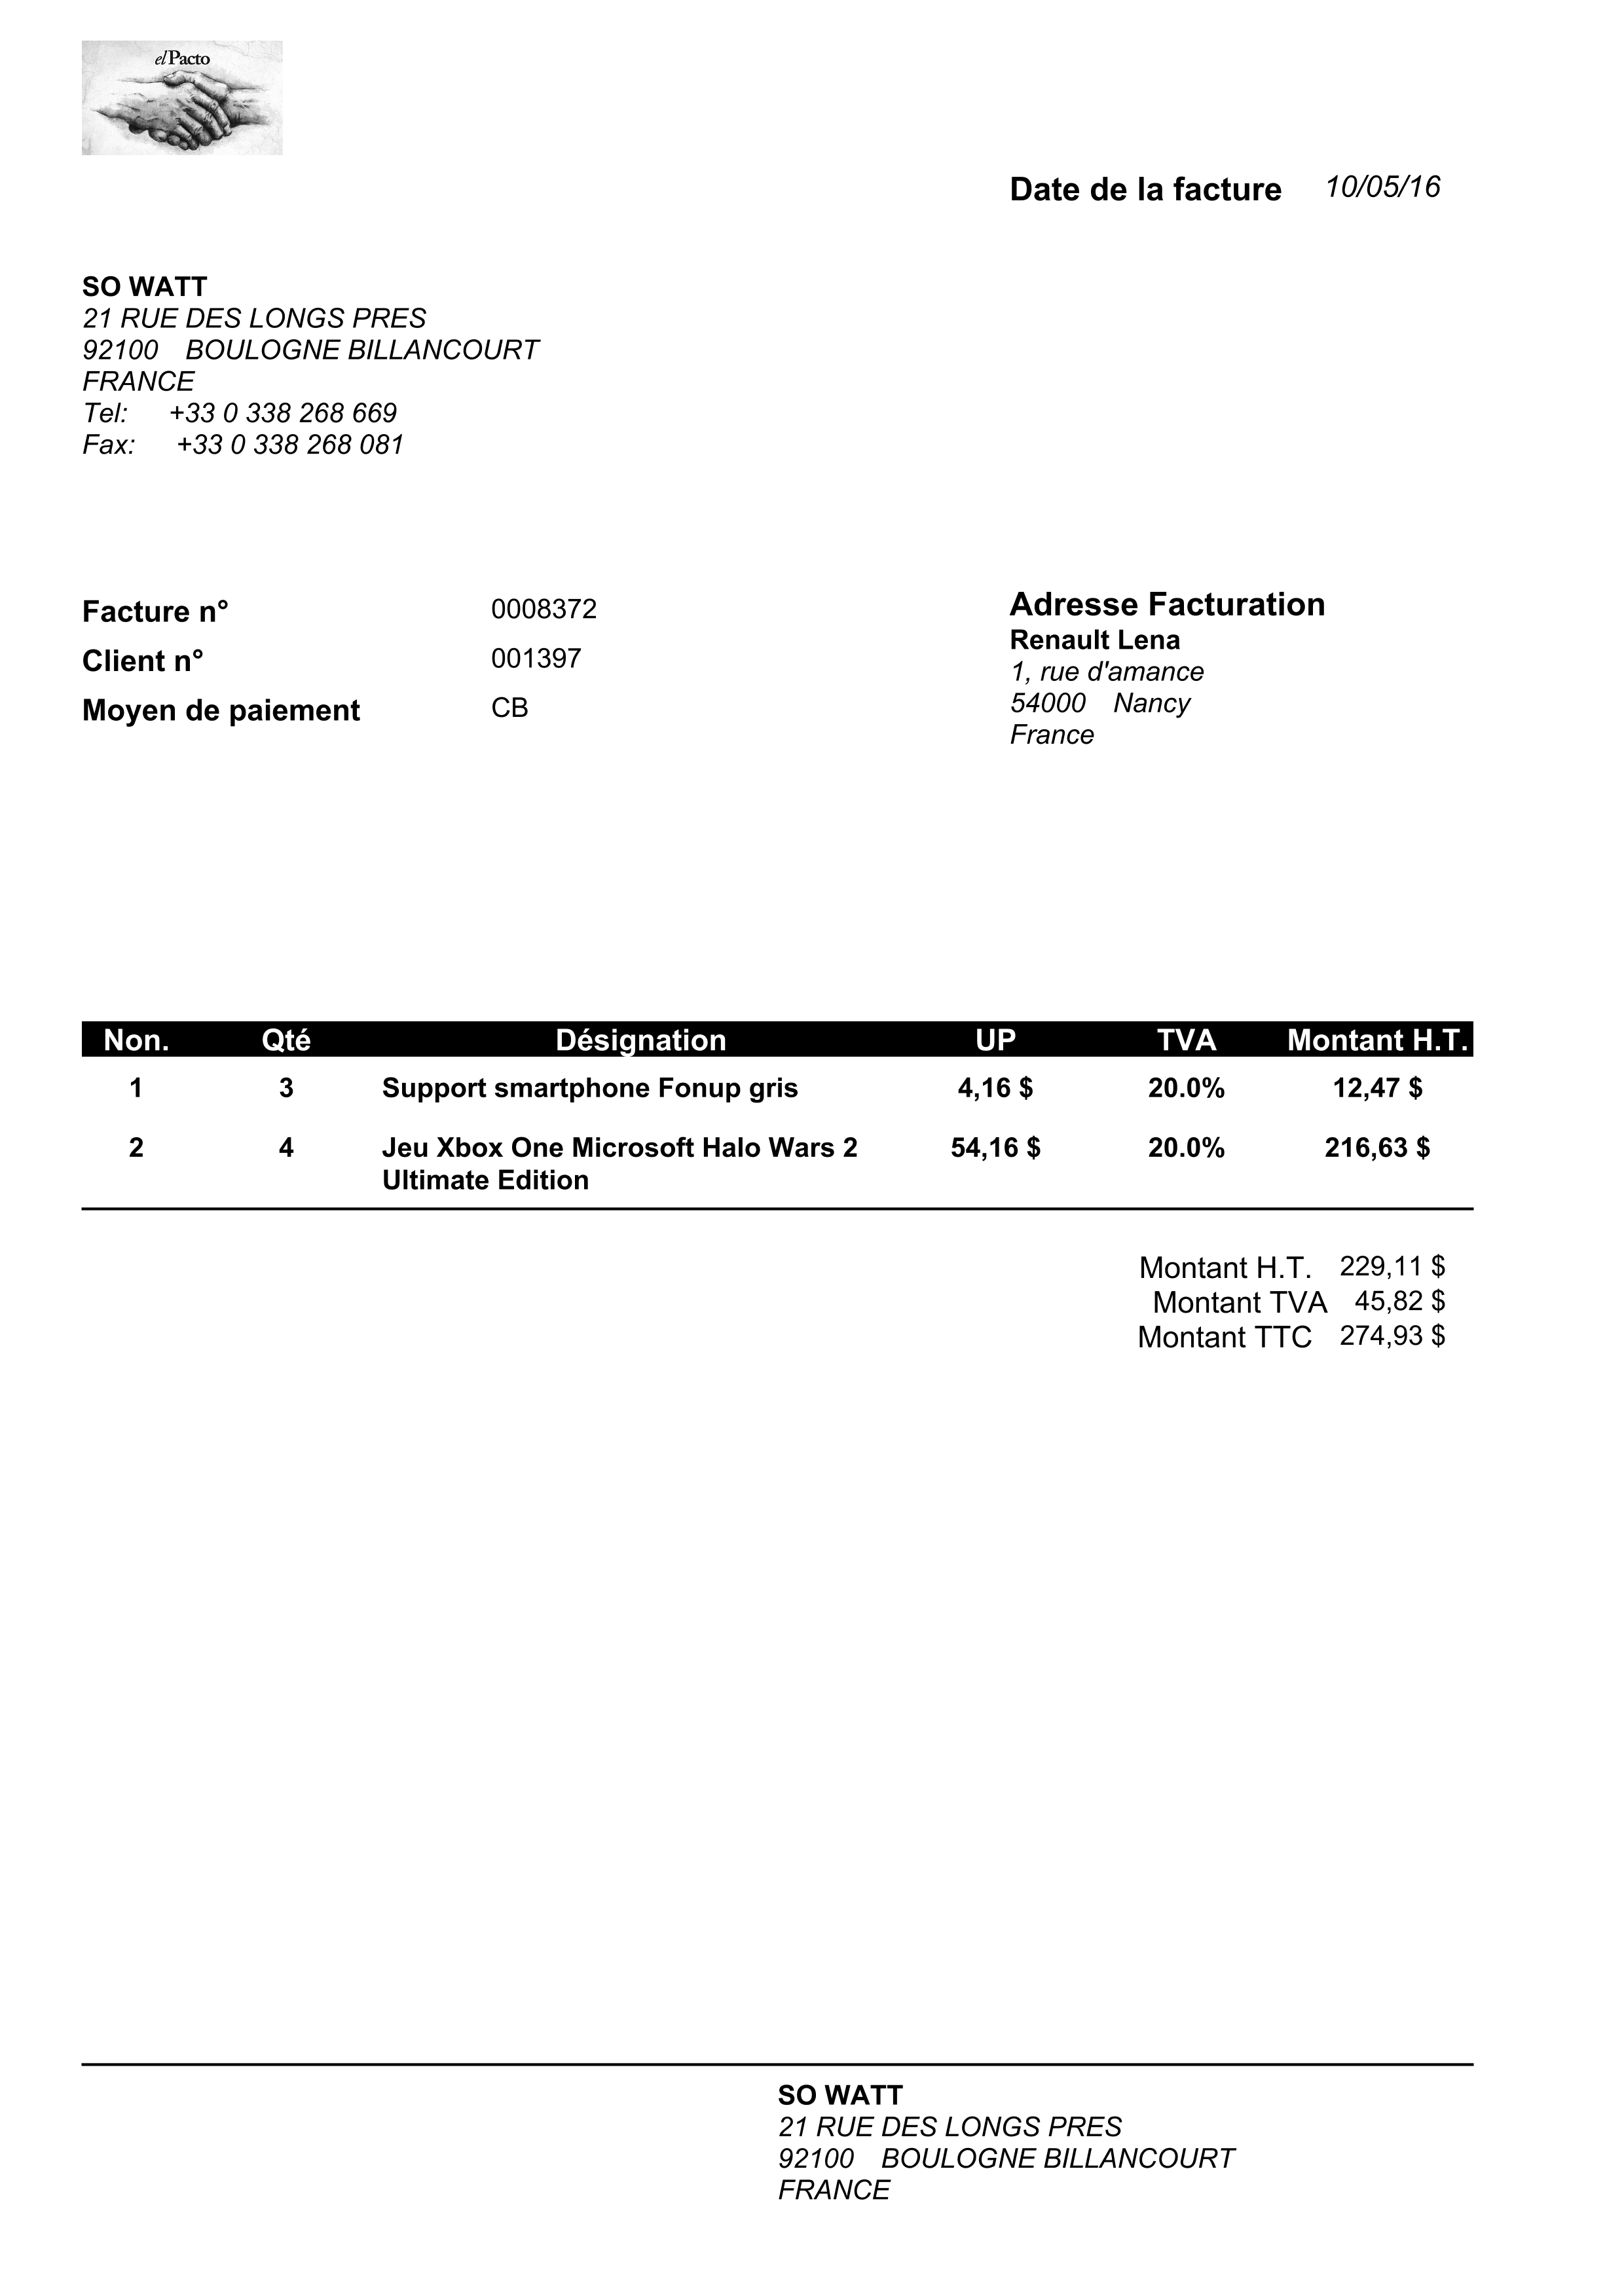 elPacto
Date de la facture 10/05/16
SO WATT
21 RUE DES LONGS PRES
92100 BOULOGNE BILLANCOURT
FRANCE
Tel: +33 0 338 268 669
Fax: +33 0 338 268 081
Facture n° 0008372
Client n° 001397
Moyen de paiement CB
Adresse Facturation
Renault Lena
1, rue d'amance
54000 Nancy
France
Non. Qté Désignation UP TVA Montant H.T.
1 3 Support smartphone Fonup gris 4,16 $ 20.0% 12,47 $
2 4 Jeu Xbox One Microsoft Halo Wars 2 54,16 $ 20.0% 216,63 $
Ultimate Edition
Montant H.T. 229,11 $
Montant TVA 45,82 $
Montant TTC 274,93 $
SO WATT
21 RUE DES LONGS PRES
92100 BOULOGNE BILLANCOURT
FRANCE